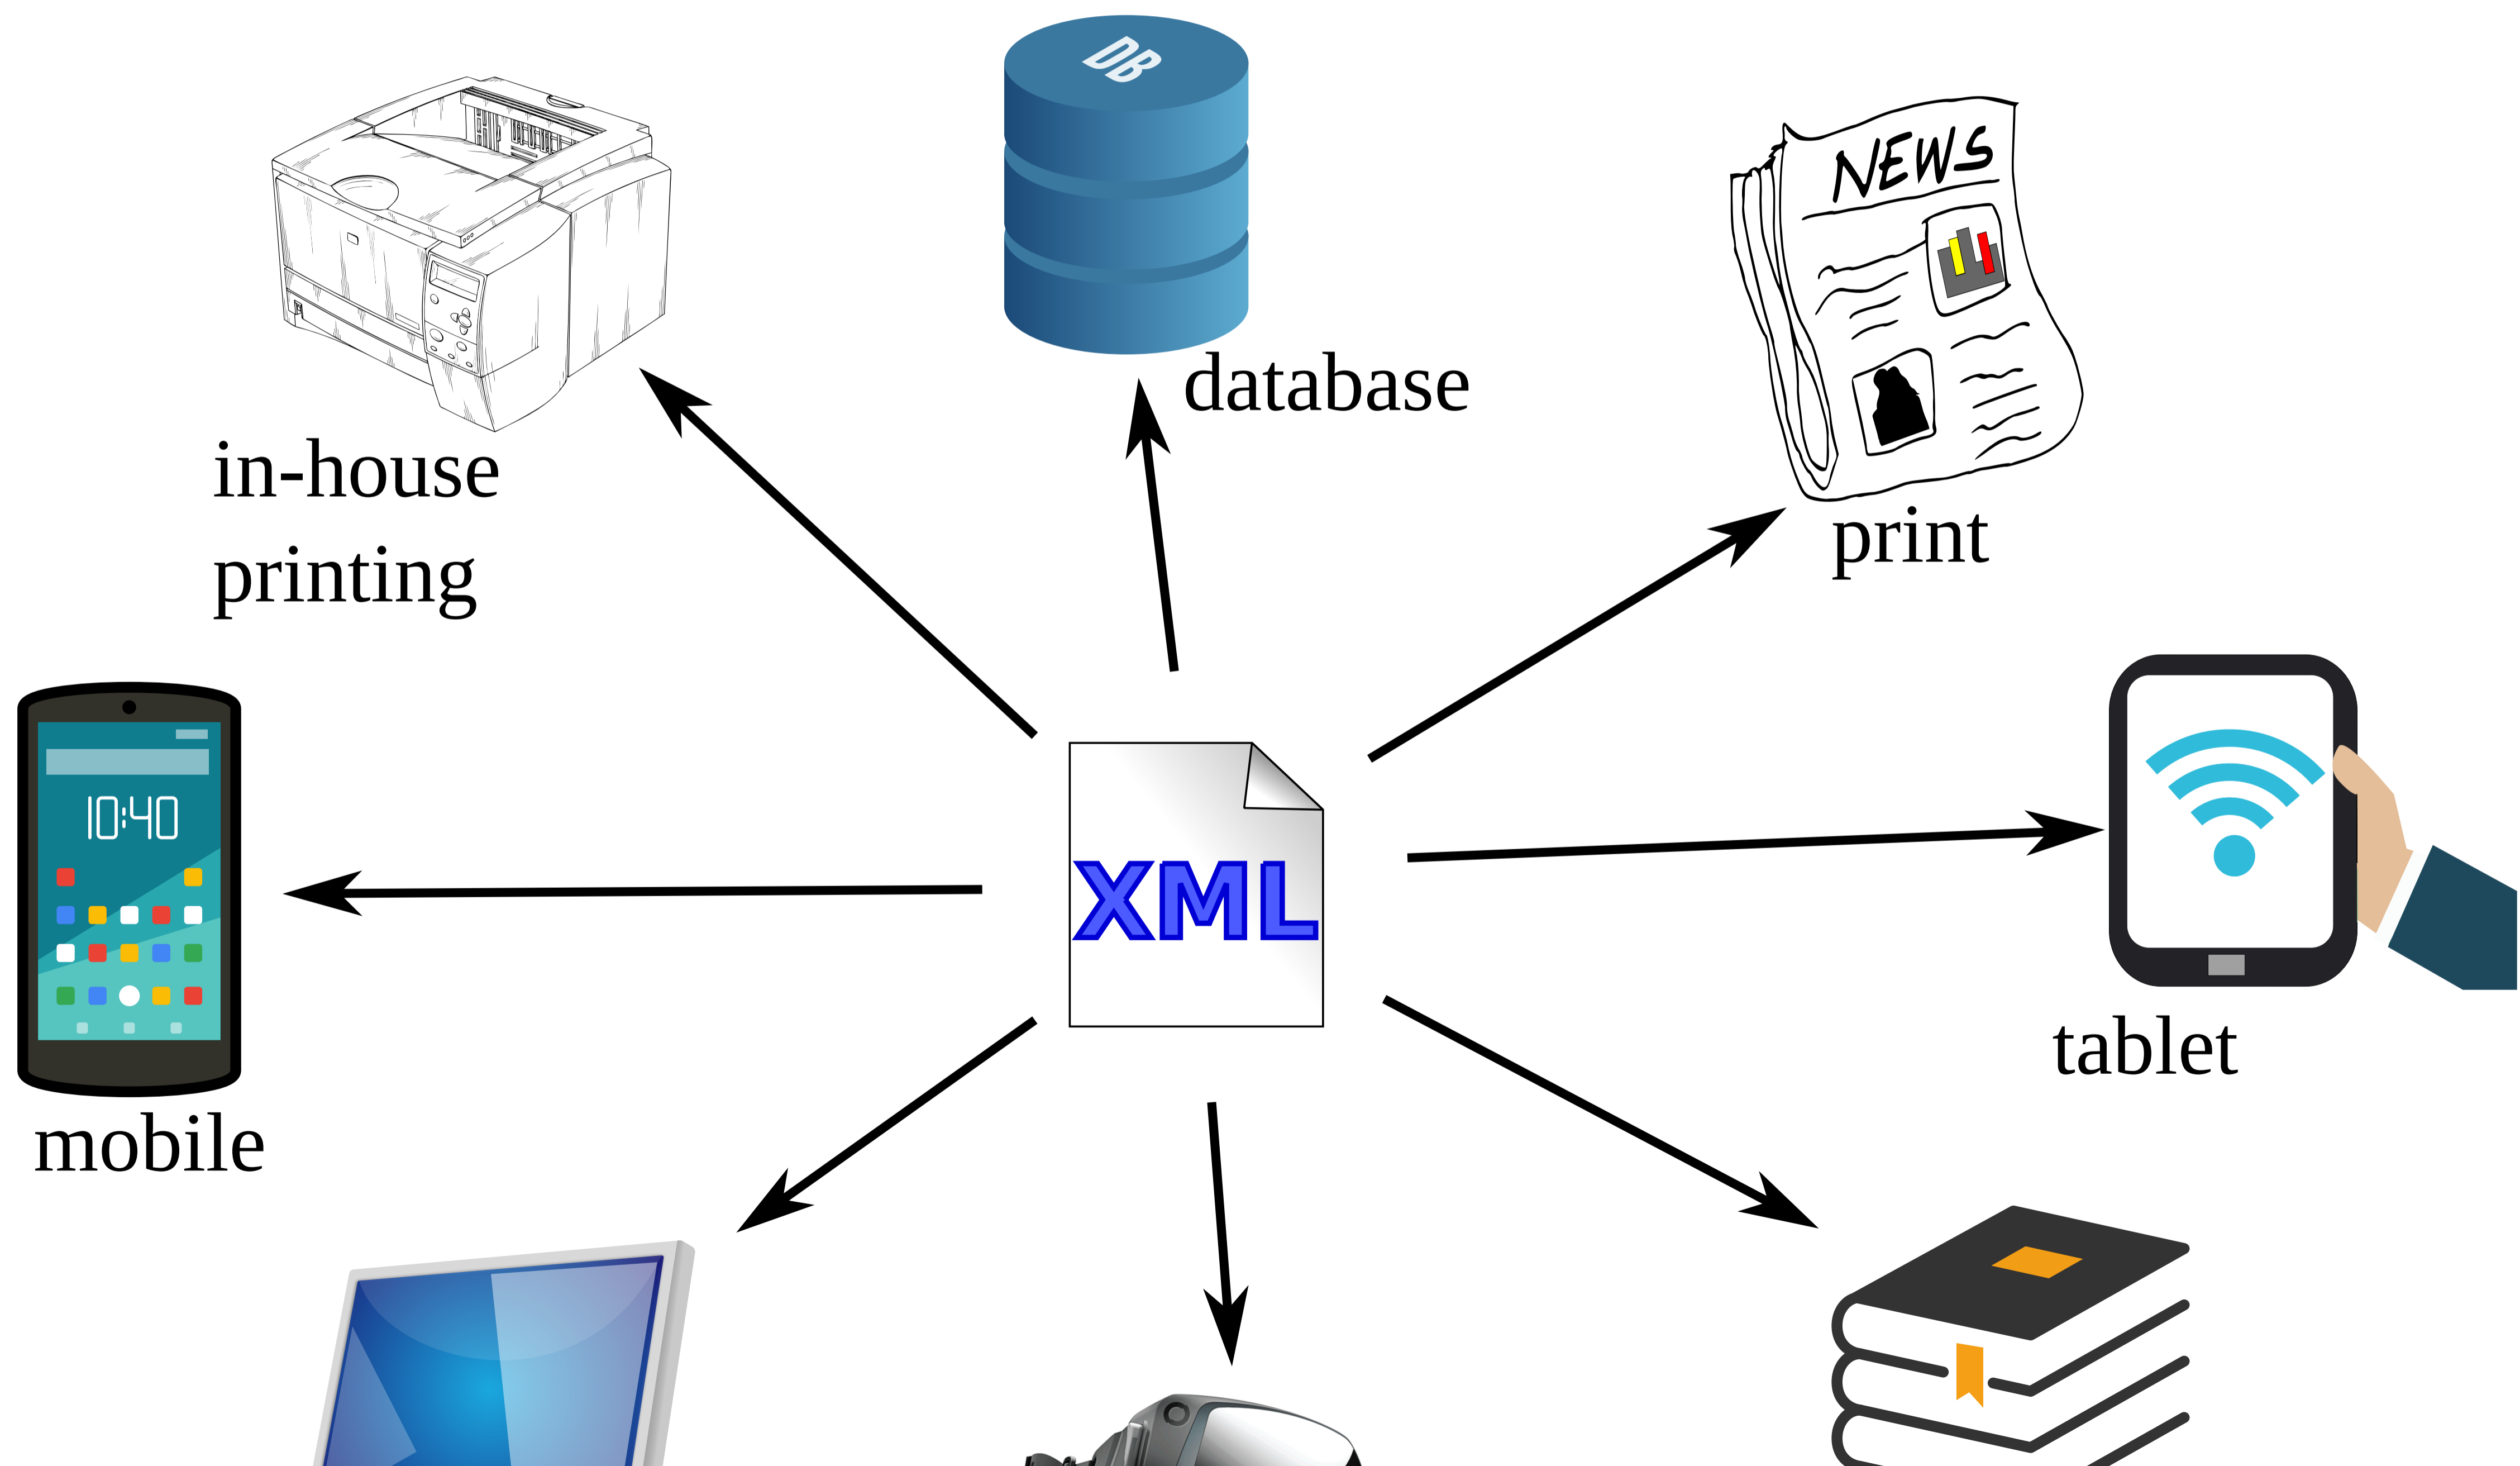 DB
NEWS
database
in-house
printing
print
10:40
XML
tablet
mobile